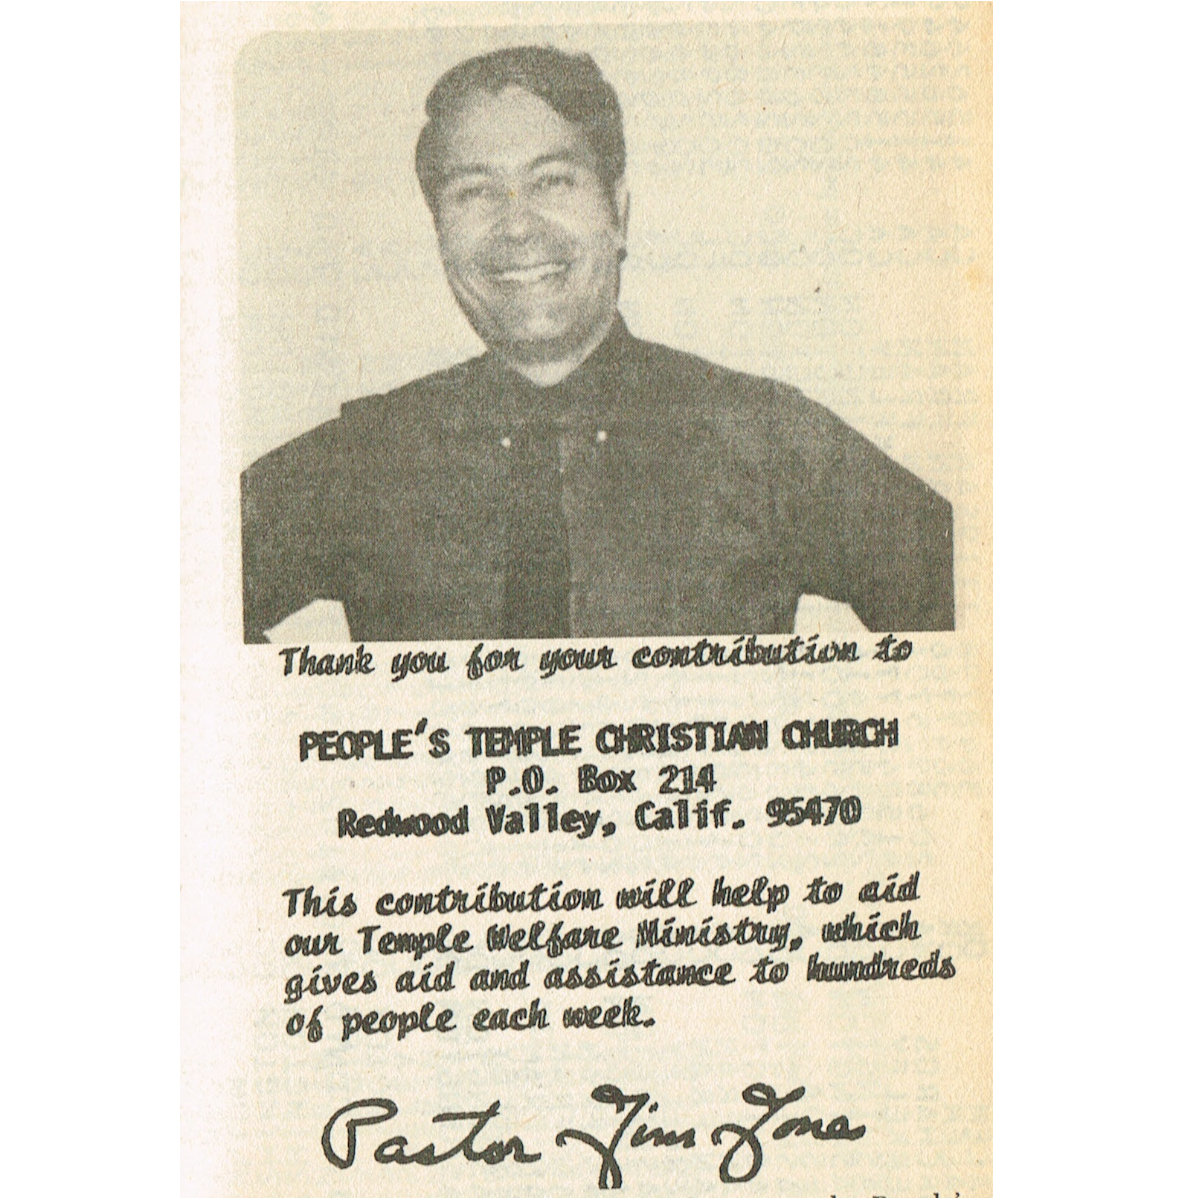 Thank you for your contribution to
PEOPLE'S TEMPLE CHRISTIAN CHURCH
P.O. Box 214
Redwood Valley, Calif. 95470
This contribution will help to aid
our Temple Welfare Ministry, which
gives aid and assistance to hundreds
of people each week.
Pastor Jim Jones